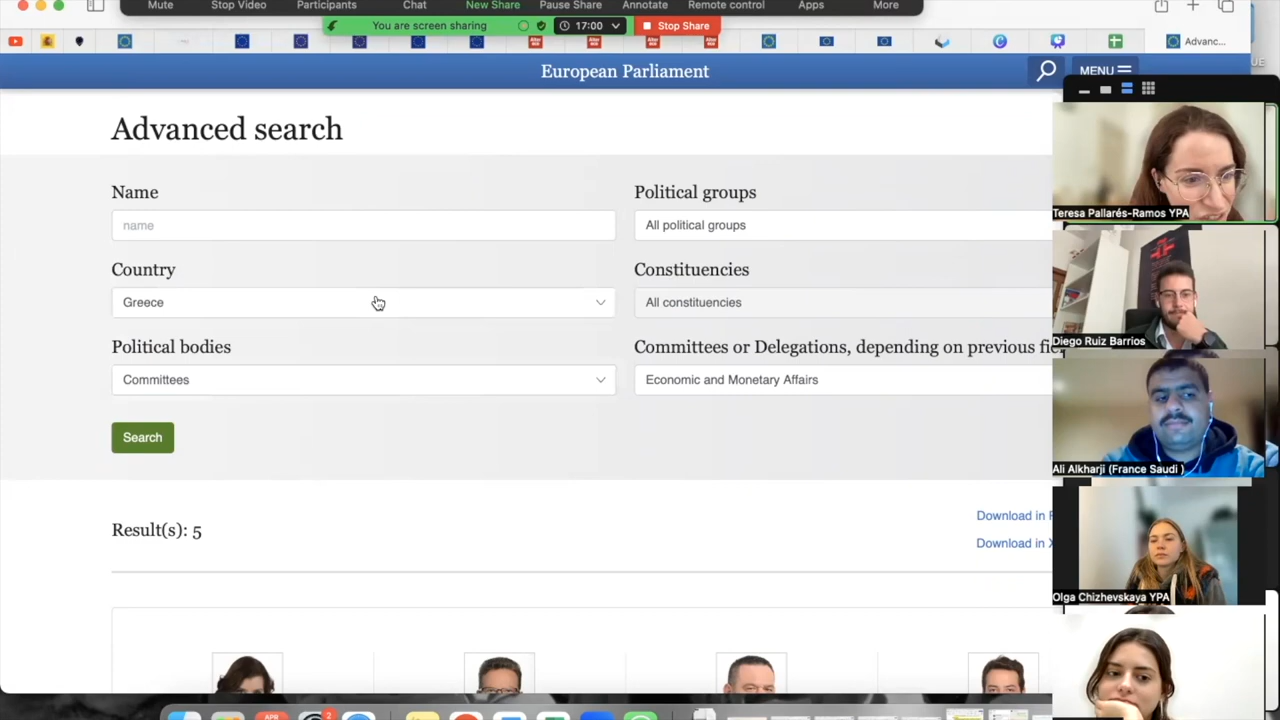 Mute Stop Video Participants Chat New Share Pause Share Annotate Remote control Apps More
You are screen sharing 17:00 Stop Share
Advanc...
European Parliament
MENU
Advanced search
Name Political groups
name All political groups
Country Constituencies
Greece All constituencies
Political bodies Committees or Delegations, depending on previous
Committees Economic and Monetary Affairs
Search
Result(s): 5
Download in
Download in
Teresa Pallarés-Ramos YPA
Diego Ruiz Barrios
Ali Alkharji (France Saudi )
Olga Chizhevskaya YPA
APR
2